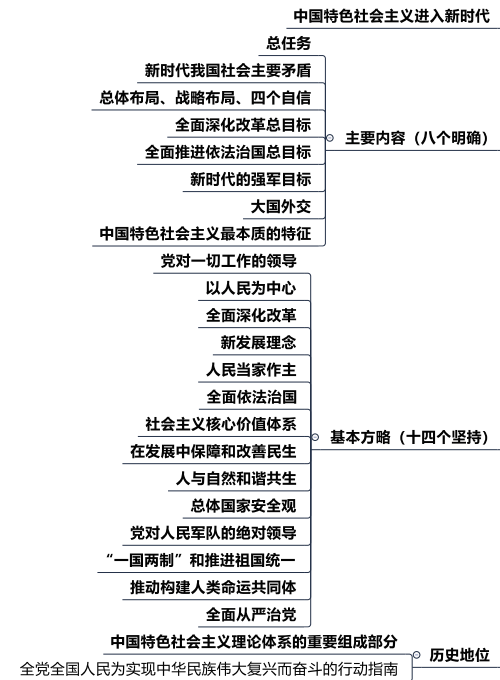 中国特色社会主义进入新时代
总任务
新时代我国社会主要矛盾
总体布局、战略布局、四个自信
全面深化改革总目标
主要内容（八个明确）
全面推进依法治国总目标
新时代的强军目标
大国外交
中国特色社会主义最本质的特征
党对一切工作的领导
以人民为中心
全面深化改革
新发展理念
人民当家作主
全面依法治国
社会主义核心价值体系
基本方略（十四个坚持）
在发展中保障和改善民生
人与自然和谐共生
总体国家安全观
党对人民军队的绝对领导
“一国两制”和推进祖国统一
推动构建人类命运共同体
全面从严治党
中国特色社会主义理论体系的重要组成部分
历史地位
全党全国人民为实现中华民族伟大复兴而奋斗的行动指南